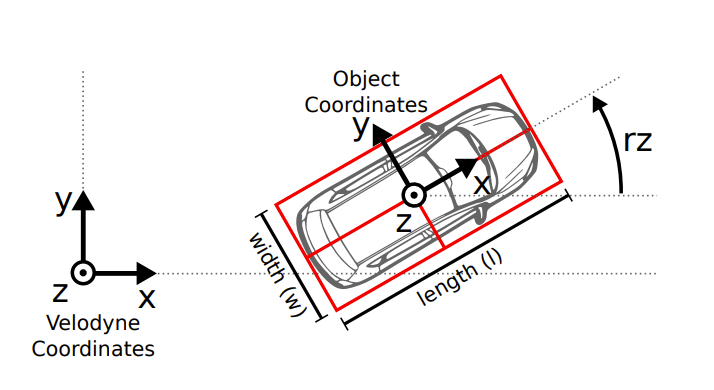 Object
Coordinates
y
x
z
rz
width (w)
length (l)
y
z
x
Velodyne
Coordinates